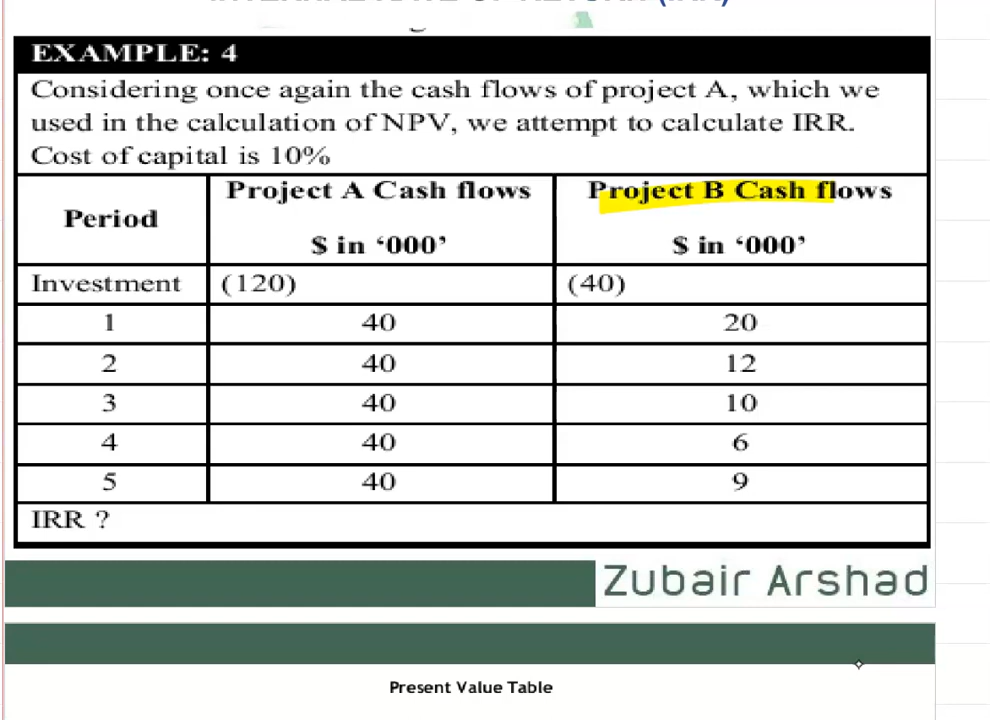 EXAMPLE: 4
Considering once again the cash flows of project A, which we
used in the calculation of NPV, we attempt to calculate IRR.
Cost of capital is 10%
Period Project A Cash flows $ in ‘000’ Project B Cash flows $ in ‘000’
Investment (120) (40)
1 40 20
2 40 12
3 40 10
4 40 6
5 40 9
IRR ?
Zubair Arshad
Present Value Table